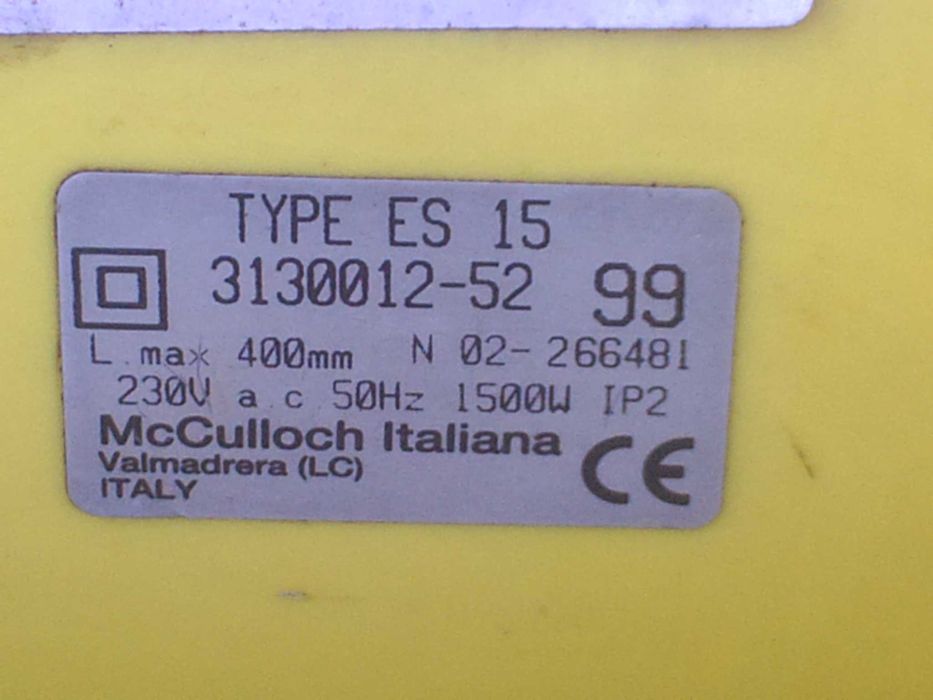 TYPE ES 15
3130012-52 99
L. max 400mm N 02-266481
230V a.c. 50Hz 1500W IP2
McCulloch Italiana
Valmadrera (LC)
ITALY
CE